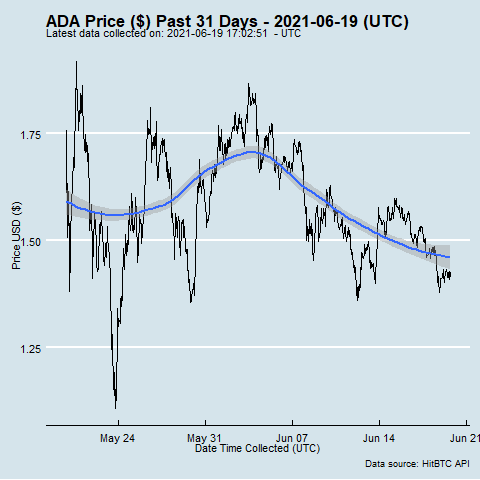 ADA Price ($) Past 31 Days - 2021-06-19 (UTC)
Latest data collected on: 2021-06-19 17:02:51 - UTC
Price USD ($)
1.75
1.50
1.25
May 24 May 31 Jun 07 Jun 14 Jun 21
Date Time Collected (UTC)
Data source: HitBTC API